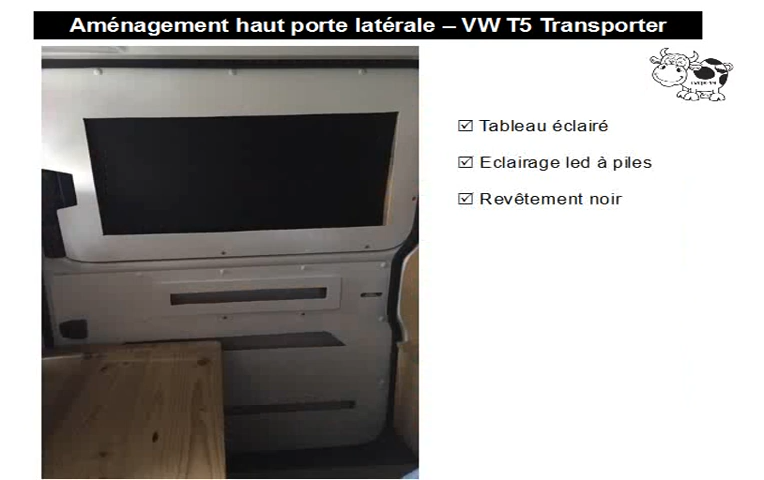 Aménagement haut porte latérale – VW T5 Transporter
☑ Tableau éclairé
☑ Eclairage led à piles
☑ Revêtement noir